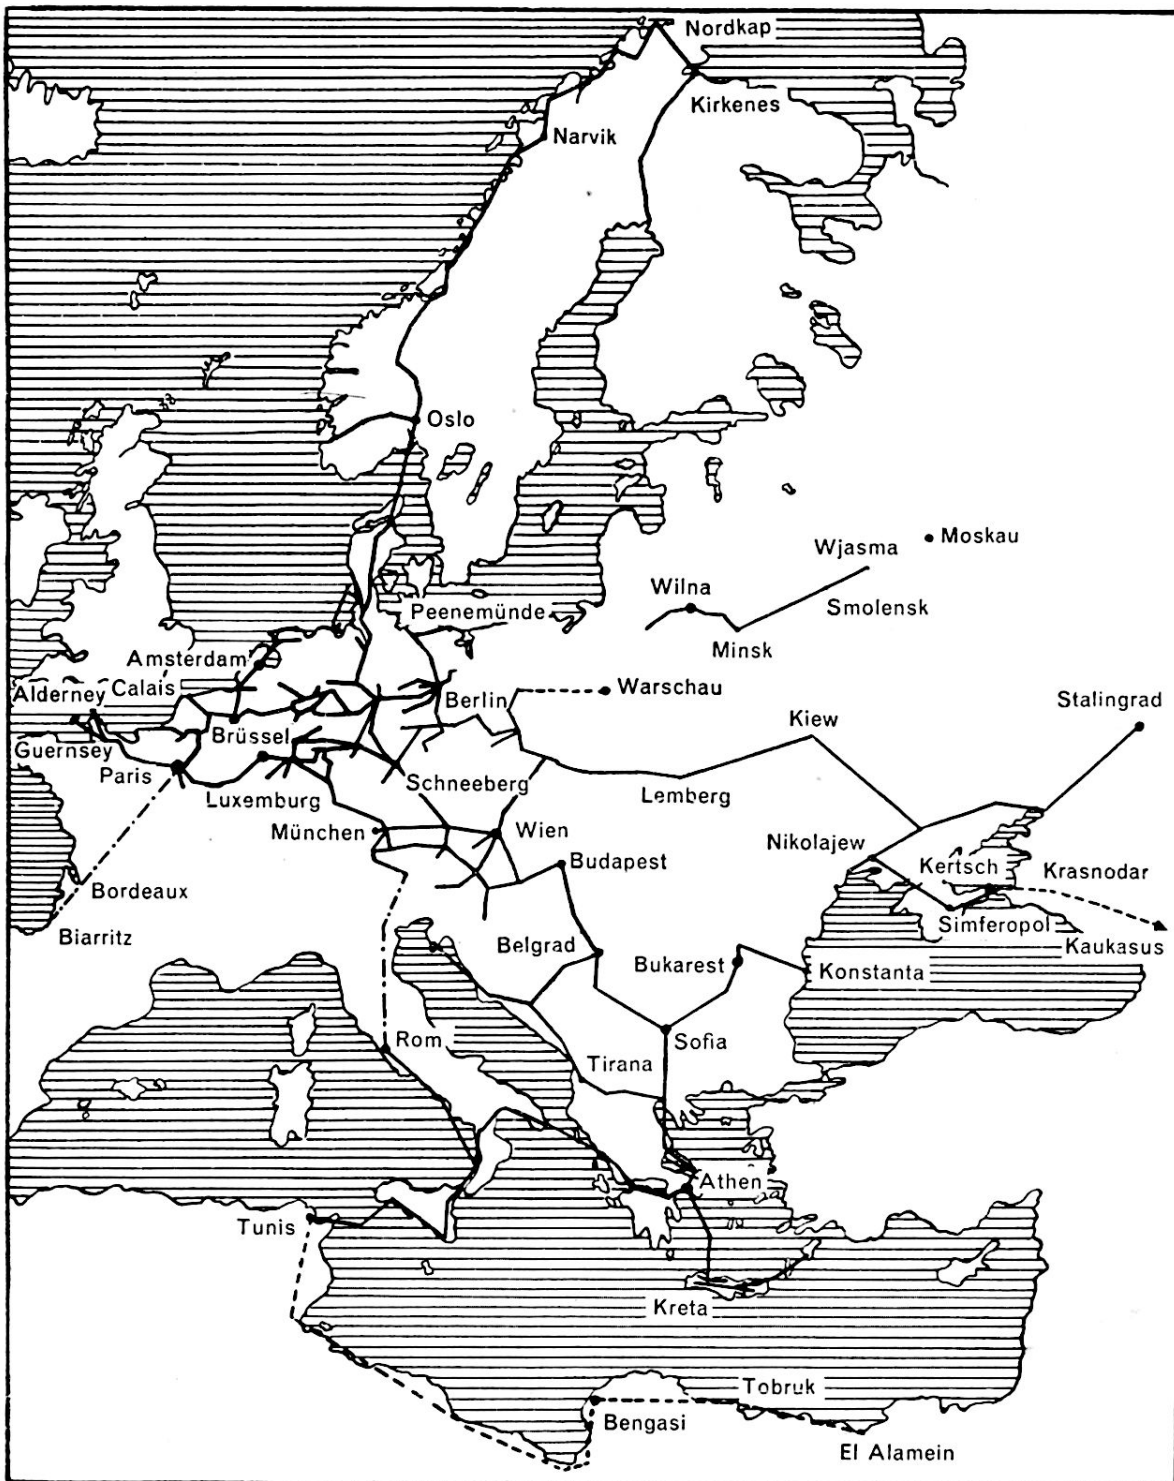 Nordkap
Kirkenes
Narvik
Oslo
Moskau
Wjasma
Wilna
Smolensk
Peenemünde
Minsk
Amsterdam
Alderney
Calais
Berlin
Warschau
Stalingrad
Kiew
Guernsey
Brüssel
Paris
Schneeberg
Luxemburg
Lemberg
München
Wien
Nikolajew
Budapest
Kertsch
Krasnodar
Bordeaux
Simferopol
Biarritz
Belgrad
Kaukasus
Bukarest
Konstanta
Rom
Sofia
Tirana
Athen
Tunis
Kreta
Tobruk
Bengasi
El Alamein